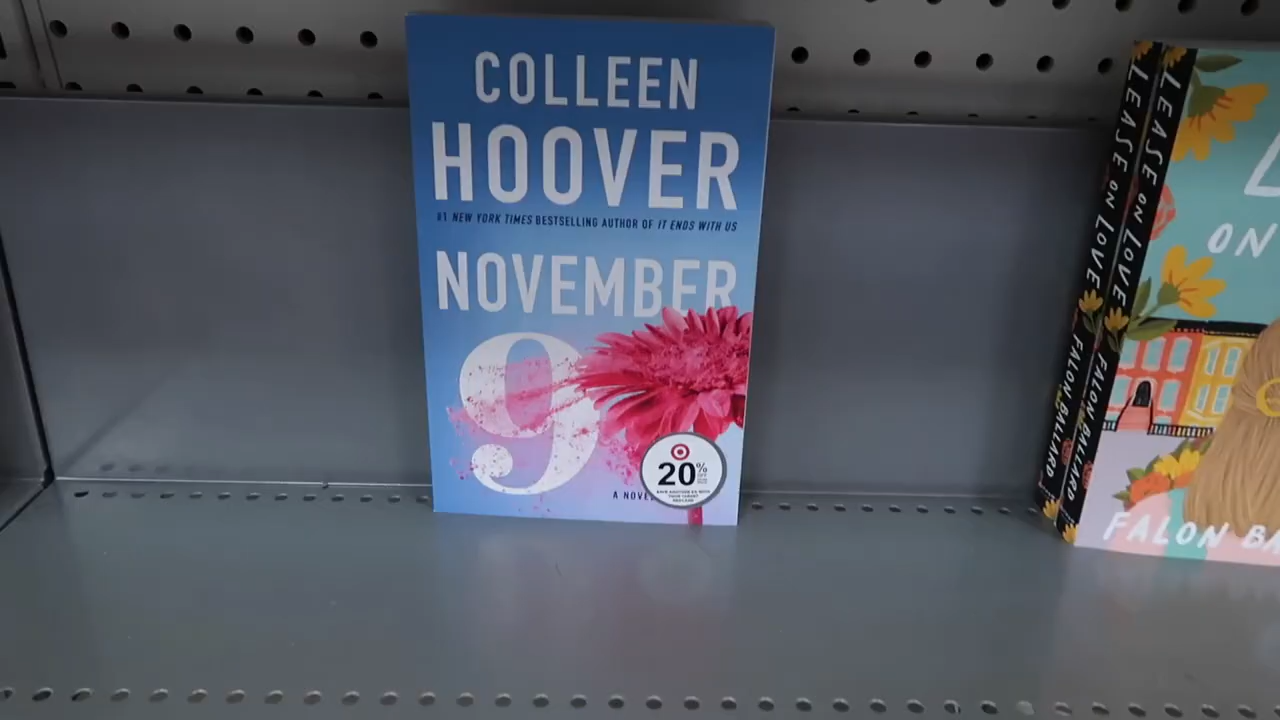 COLLEEN
HOOVER
#1 NEW YORK TIMES BESTSELLING AUTHOR OF IT ENDS WITH US
NOVEMBER
9
A NOVEL
20%
LEASE ON LOVE FALON BALLARD
LEASE ON LOVE FALON BALLARD
L
ON
FALON BA